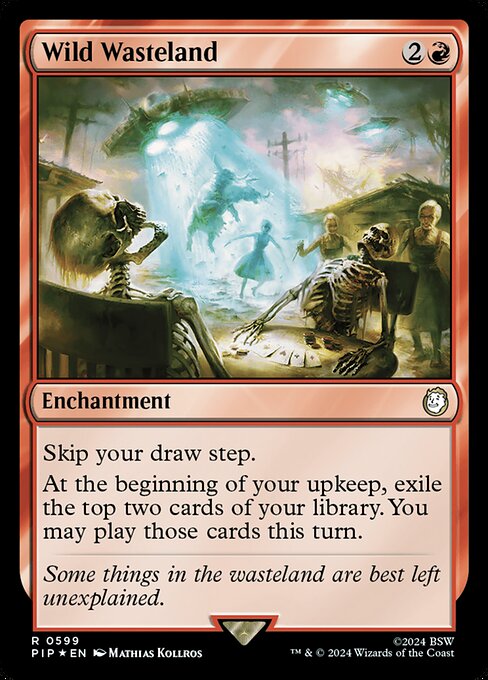 Wild Wasteland 2
Enchantment
Skip your draw step.
At the beginning of your upkeep, exile
the top two cards of your library. You
may play those cards this turn.
Some things in the wasteland are best left
unexplained.
R 0599
PIP★EN Mathias Kollros
©2024 BSW
™ & © 2024 Wizards of the Coast